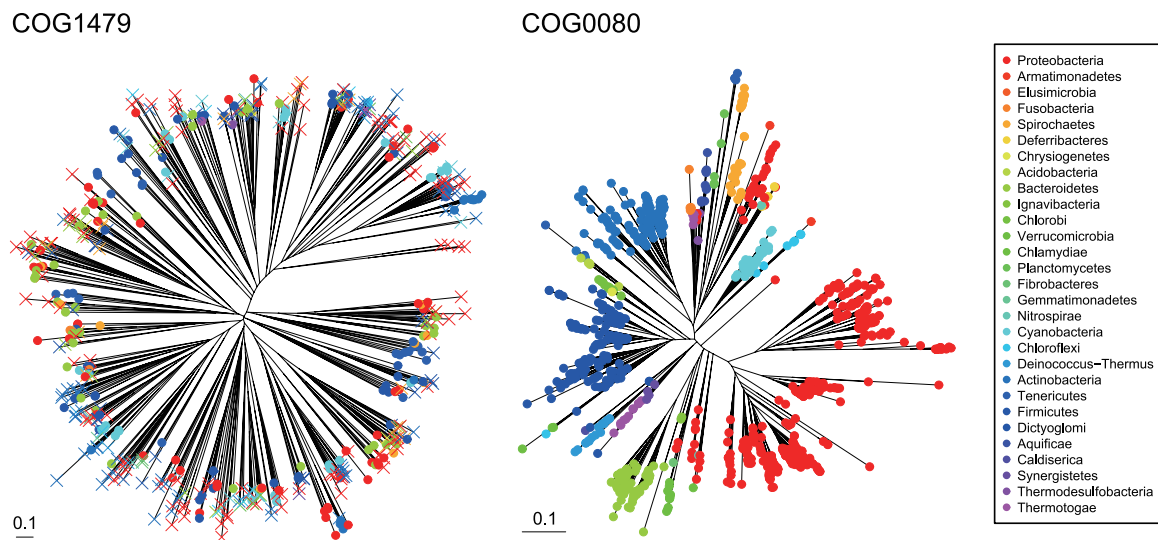 COG1479
COG0080
Proteobacteria
Armatimonadetes
Elusimicrobia
Fusobacteria
Spirochaetes
Deferribacteres
Chrysiogenetes
Acidobacteria
Bacteroidetes
Ignavibacteria
Chlorobi
Verrucomicrobia
Chlamydiae
Planctomycetes
Fibrobacteres
Gemmatimonadetes
Nitrospirae
Cyanobacteria
Chloroflexi
Deinococcus−Thermus
Actinobacteria
Tenericutes
Firmicutes
Dictyoglomi
Aquificae
Caldiserica
Synergistetes
Thermodesulfobacteria
Thermotogae
0.1
0.1